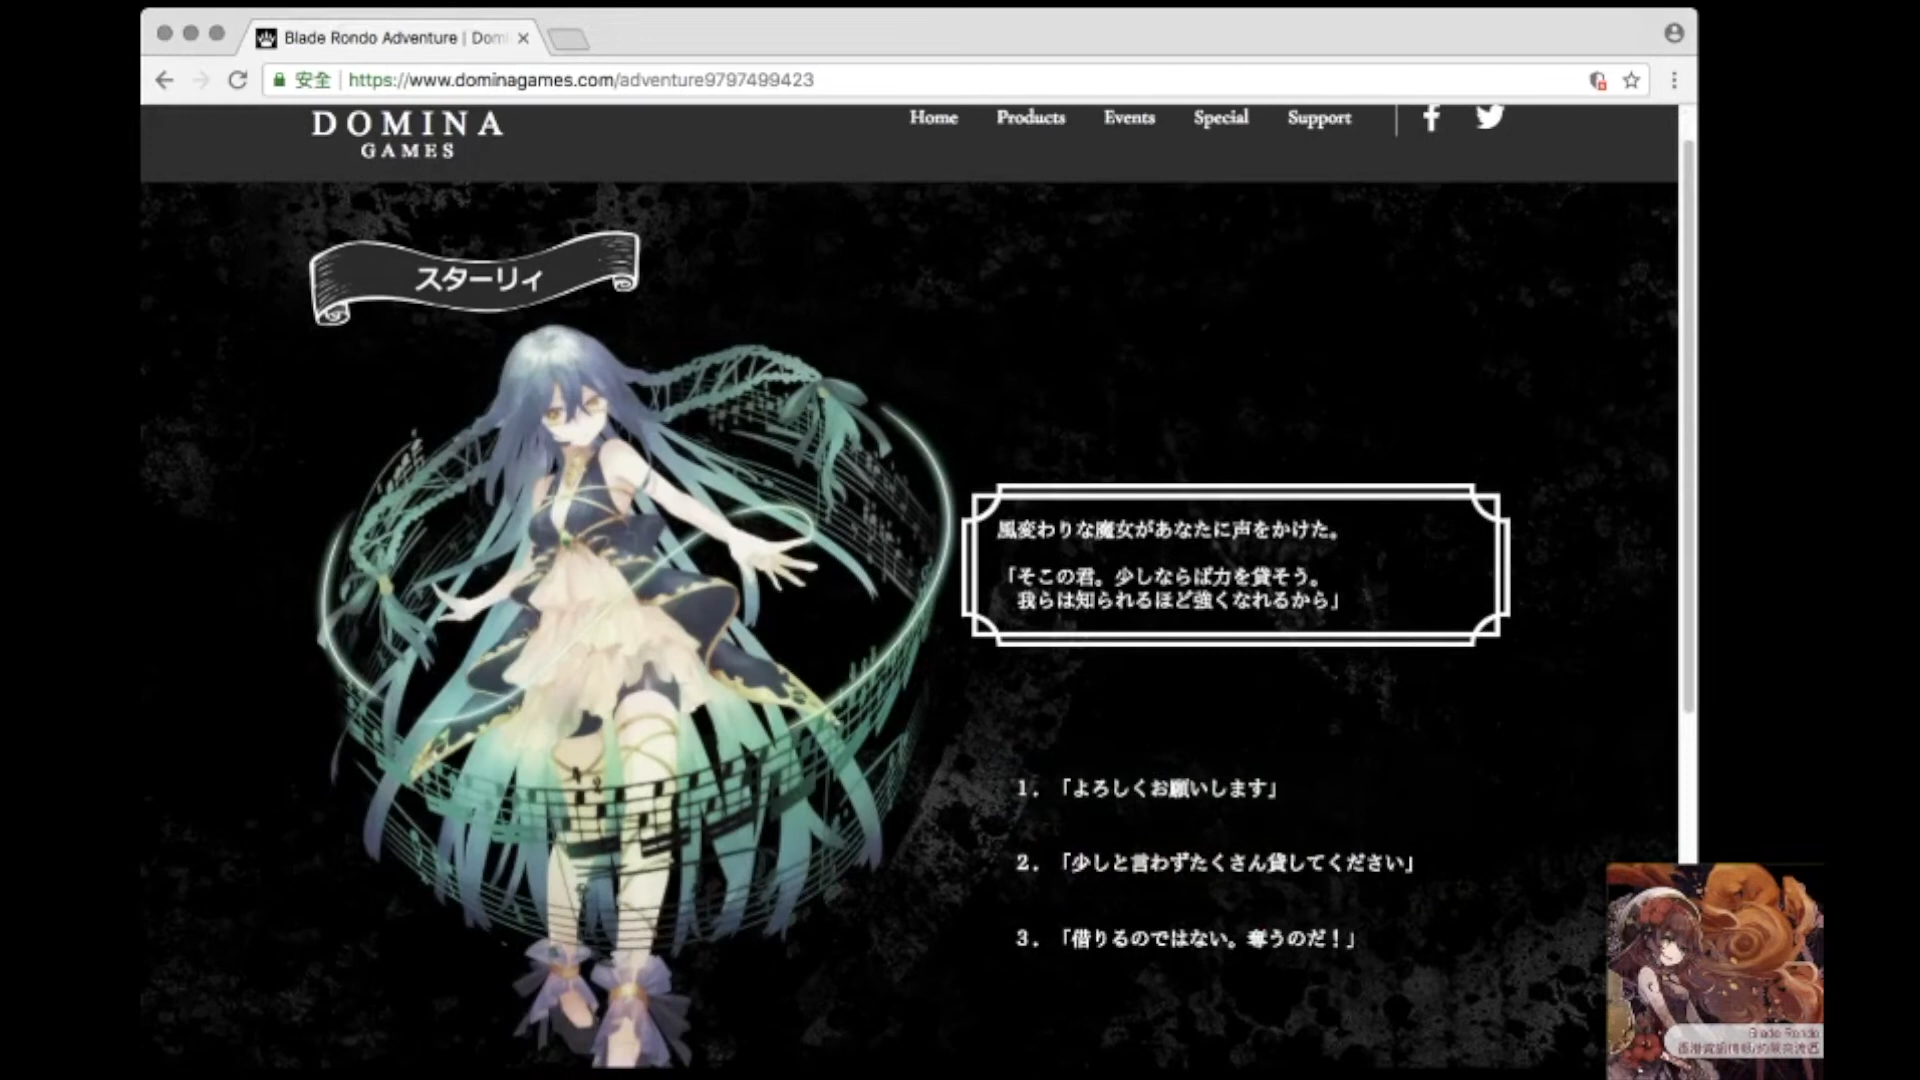 Blade Rondo Adventure | Dom
安全 https://www.dominagames.com/adventure9797499423
DOMINA
GAMES
Home Products Events Special Support
スターリィ
風変わりな魔女があなたに声をかけた。
「そこの君。少しならば力を貸そう。
我らは知られるほど強くなれるから」
1. 「よろしくお願いします」
2. 「少しと言わずたくさん貸してください」
3. 「借りるのではない。奪うのだ！」
Blade Rondo